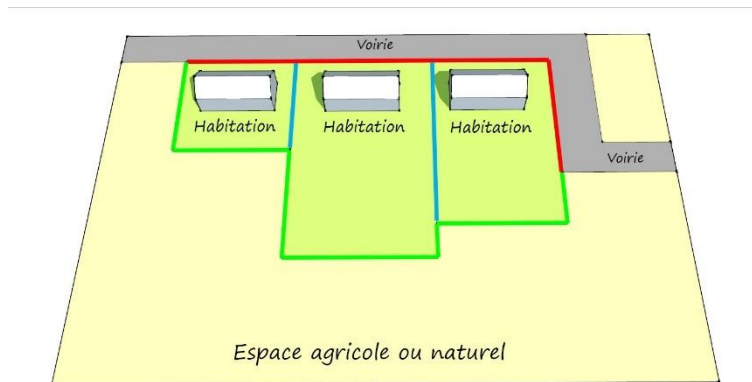 Voirie
Habitation
Habitation
Habitation
Voirie
Espace agricole ou naturel